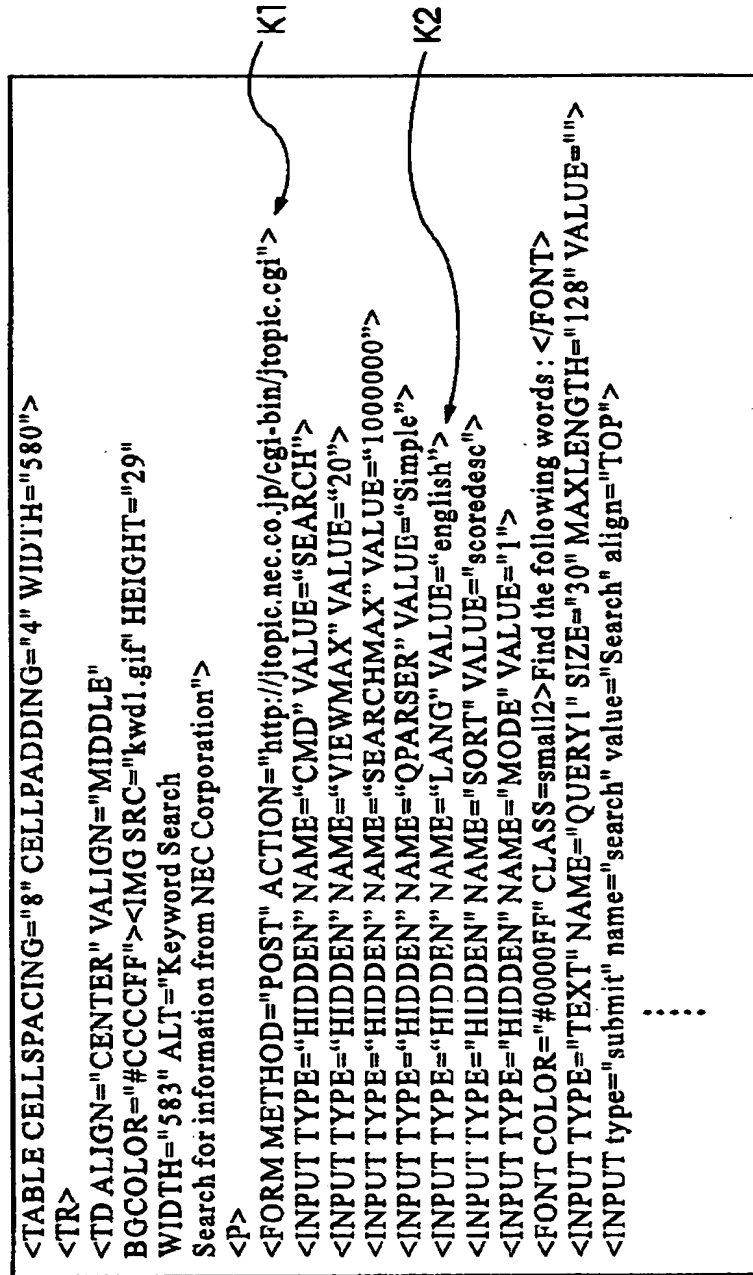 <TABLE CELLSPACING="8" CELLPADDING="4" WIDTH="580">
<TR>
<TD ALIGN="CENTER" VALIGN="MIDDLE"
BGCOLOR="#CCCCFF"><IMG SRC="kwd1.gif" HEIGHT="29"
WIDTH="583" ALT="Keyword Search
Search for information from NEC Corporation">
<P>
<FORM METHOD="POST" ACTION="http://jtopic.nec.co.jp/cgi-bin/jtopic.cgi">
K1
<INPUT TYPE=“HIDDEN” NAME=“CMD” VALUE=“SEARCH”>
<INPUT TYPE=“HIDDEN” NAME=“VIEWMAX” VALUE=“20”>
<INPUT TYPE=“HIDDEN” NAME=“SEARCHMAX” VALUE=“1000000”>
<INPUT TYPE=“HIDDEN” NAME=“QPARSER” VALUE=“Simple”>
<INPUT TYPE=“HIDDEN” NAME=“LANG” VALUE=“english”>
K2
<INPUT TYPE="HIDDEN" NAME="SORT" VALUE="scoredesc">
<INPUT TYPE="HIDDEN" NAME="MODE" VALUE="1">
<FONT COLOR="#0000FF" CLASS=small2>Find the following words : </FONT>
<INPUT TYPE="TEXT" NAME="QUERY1" SIZE="30" MAXLENGTH="128" VALUE="">
<INPUT type="submit" name="search" value="Search" align="TOP">
.....